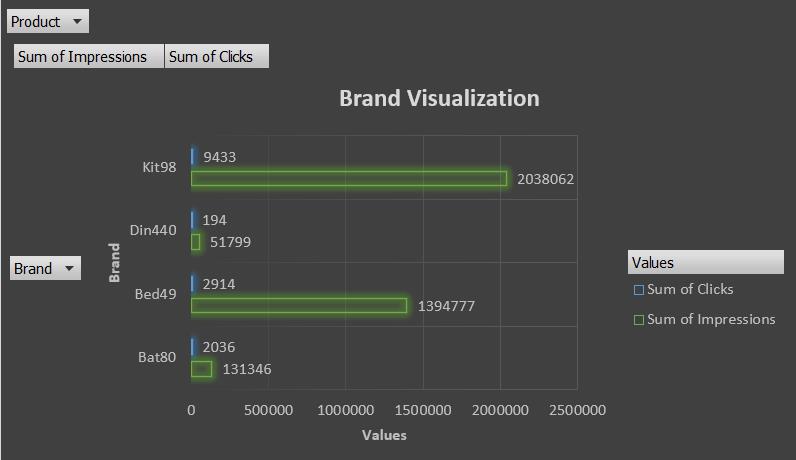 Product
Sum of Impressions Sum of Clicks
Brand Visualization
Kit98
9433
2038062
Din440
194
51799
Brand
Brand
Bed49
2914
1394777
Bat80
2036
131346
0 500000 1000000 1500000 2000000 2500000
Values
Values
Sum of Clicks
Sum of Impressions